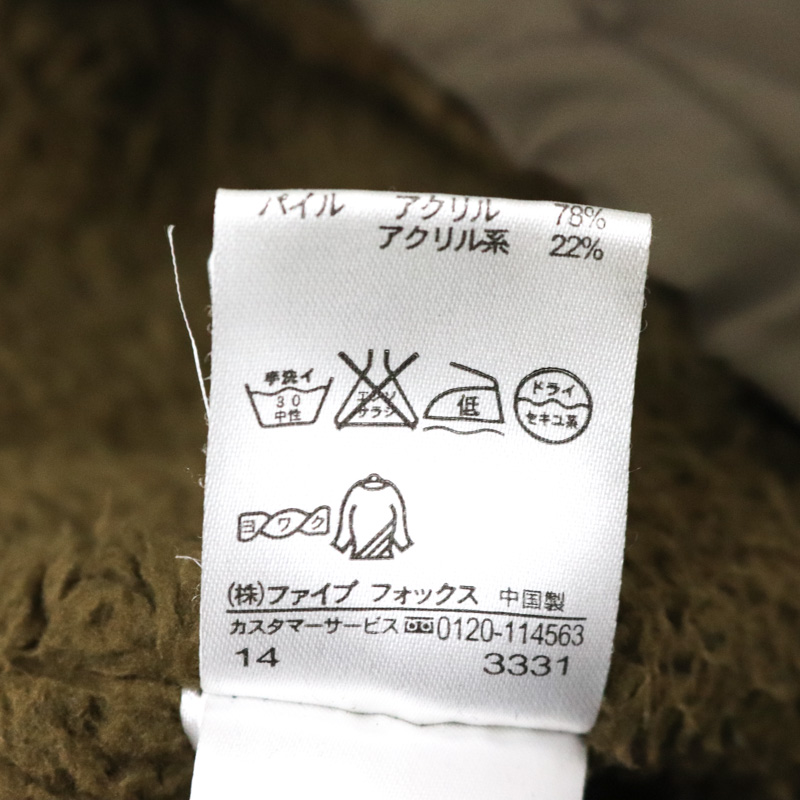 パイル アクリル 78%
アクリル系 22%
手洗イ
30
中性
エンソ
サラシ
低
ドライ
セキユ系
ヨワク
(株)ファイブ フォックス 中国製
カスタマーサービス 0120-114563
14 3331